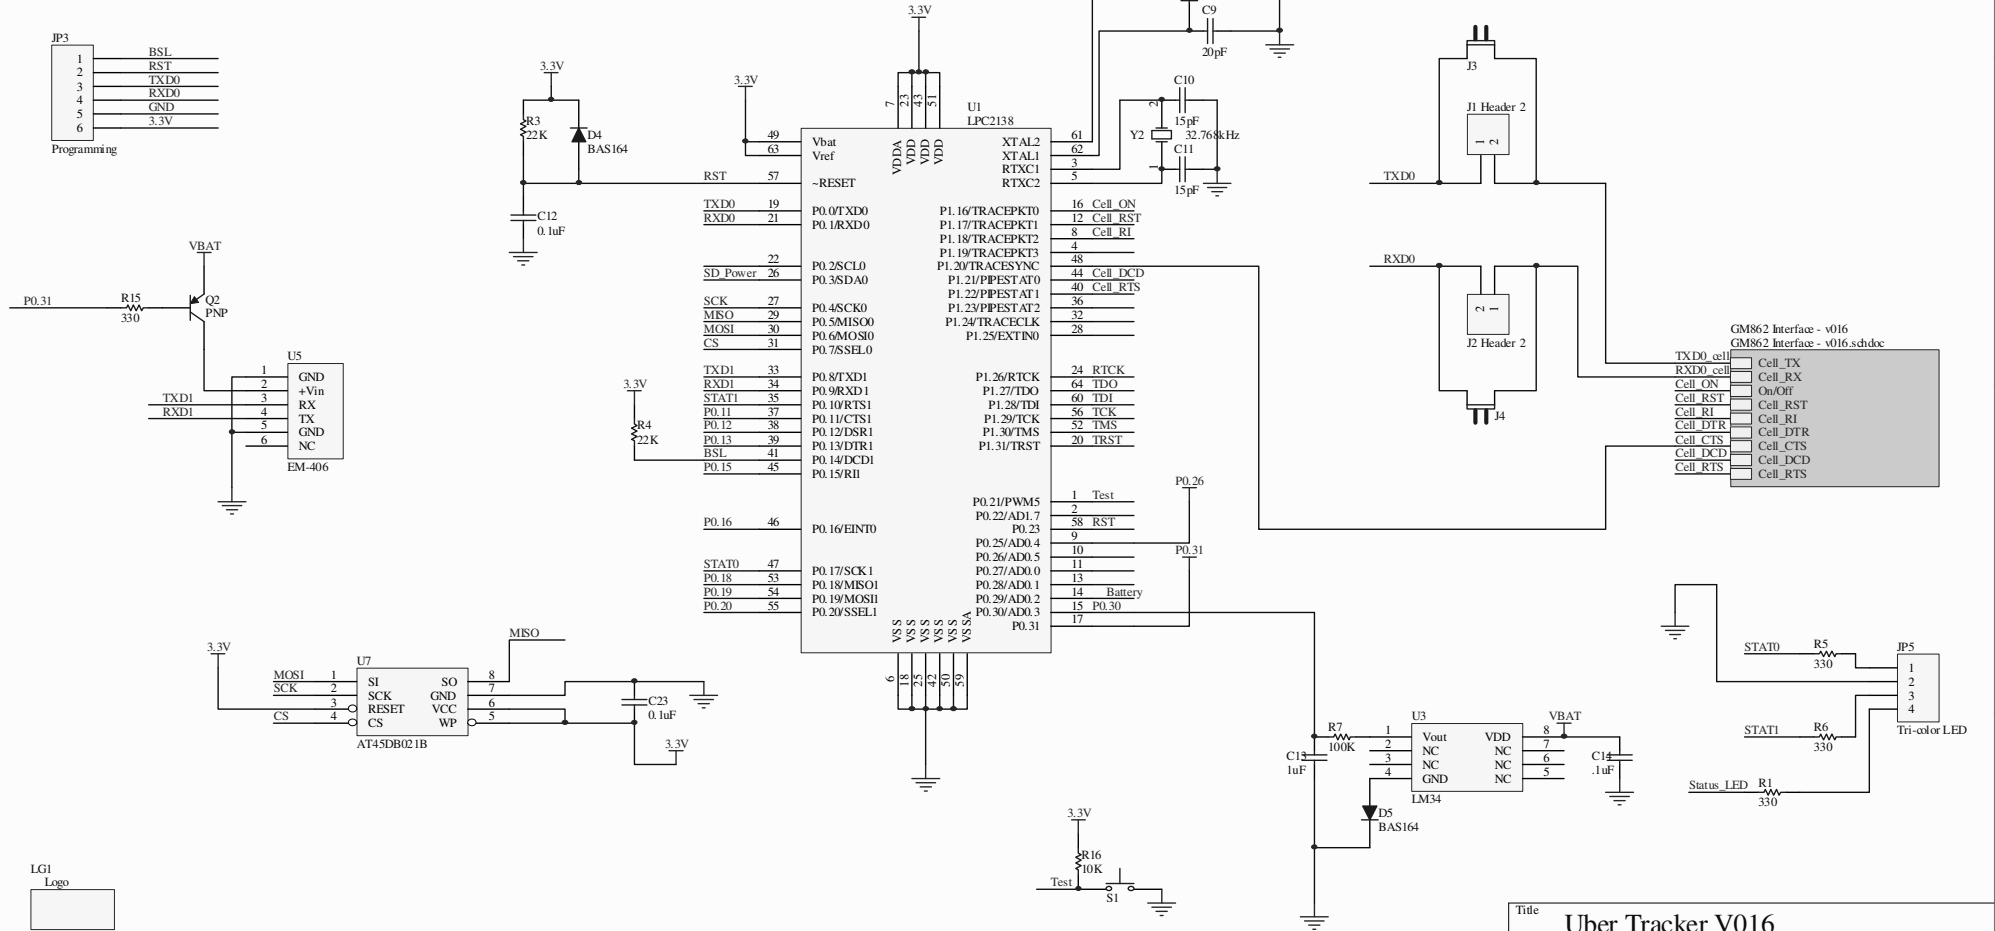 JP3
1 BSL
2 RST
3 TXD0
4 RXD0
5 GND
6 3.3V
Programming
3.3V
R3
22K
D4
BAS164
C12
0.1uF
3.3V
3.3V
U1
LPC2138
7 23 43 51
VDDA VDD VDD VDD
49 Vbat
63 Vref
RST 57 ~RESET
TXD0 19 P0.0/TXD0
RXD0 21 P0.1/RXD0
22 P0.2/SCL0
SD_Power 26 P0.3/SDA0
SCK 27 P0.4/SCK0
MISO 29 P0.5/MISO0
MOSI 30 P0.6/MOSI0
CS 31 P0.7/SSEL0
TXD1 33 P0.8/TXD1
RXD1 34 P0.9/RXD1
STAT1 35 P0.10/RTS1
P0.11 37 P0.11/CTS1
P0.12 38 P0.12/DSR1
P0.13 39 P0.13/DTR1
BSL 41 P0.14/DCD1
P0.15 45 P0.15/RI1
P0.16 46 P0.16/EINT0
STAT0 47 P0.17/SCK1
P0.18 53 P0.18/MISO1
P0.19 54 P0.19/MOSI1
P0.20 55 P0.20/SSEL1
XTAL2 61
XTAL1 62
RTXC1 3
RTXC2 5
P1.16/TRACEPKT0 16 Cell_ON
P1.17/TRACEPKT1 12 Cell_RST
P1.18/TRACEPKT2 8 Cell_RI
P1.19/TRACEPKT3 4
P1.20/TRACESYNC 48
P1.21/PIPESTAT0 44 Cell_DCD
P1.22/PIPESTAT1 40 Cell_RTS
P1.23/PIPESTAT2 36
P1.24/TRACECLK 32
P1.25/EXTIN0 28
P1.26/RTCK 24 RTCK
P1.27/TDO 64 TDO
P1.28/TDI 60 TDI
P1.29/TCK 56 TCK
P1.30/TMS 52 TMS
P1.31/TRST 20 TRST
P0.21/PWM5 1 Test
P0.22/AD1.7 2
P0.23 58 RST
P0.25/AD0.4 9
P0.26/AD0.5 10
P0.27/AD0.0 11
P0.28/AD0.1 13
P0.29/AD0.2 14 Battery
P0.30/AD0.3 15 P0.30
P0.31 17
VSS VSS VSS VSS VSS VSSA
6 18 25 42 50 59
P0.26
P0.31
C9
20pF
C10
15pF
2
Y2 32.768kHz
1
C11
15pF
3.3V
R4
22K
VBAT
P0.31
R15
330
Q2
PNP
U5
1 GND
2 +Vin
TXD1 3 RX
RXD1 4 TX
5 GND
6 NC
EM-406
J3
J1 Header 2
1 2
TXD0
RXD0
2 1
J2 Header 2
J4
GM862 Interface - v016
GM862 Interface - v016.schdoc
TXD0_cell Cell_TX
RXD0_cell Cell_RX
Cell_ON On/Off
Cell_RST Cell_RST
Cell_RI Cell_RI
Cell_DTR Cell_DTR
Cell_CTS Cell_CTS
Cell_DCD Cell_DCD
Cell_RTS Cell_RTS
3.3V
MISO
U7
MOSI 1 SI SO 8
SCK 2 SCK GND 7
3 RESET VCC 6
CS 4 CS WP 5
AT45DB021B
C23
0.1uF
3.3V
3.3V
R16
10K
Test
S1
R7
100K
C13
1uF
U3
1 Vout VDD 8
2 NC NC 7
3 NC NC 6
4 GND NC 5
LM34
VBAT
C14
.1uF
D5
BAS164
STAT0 R5
330
STAT1 R6
330
Status_LED R1
330
JP5
1
2
3
4
Tri-color LED
LG1
Logo
Title
Uber Tracker V016